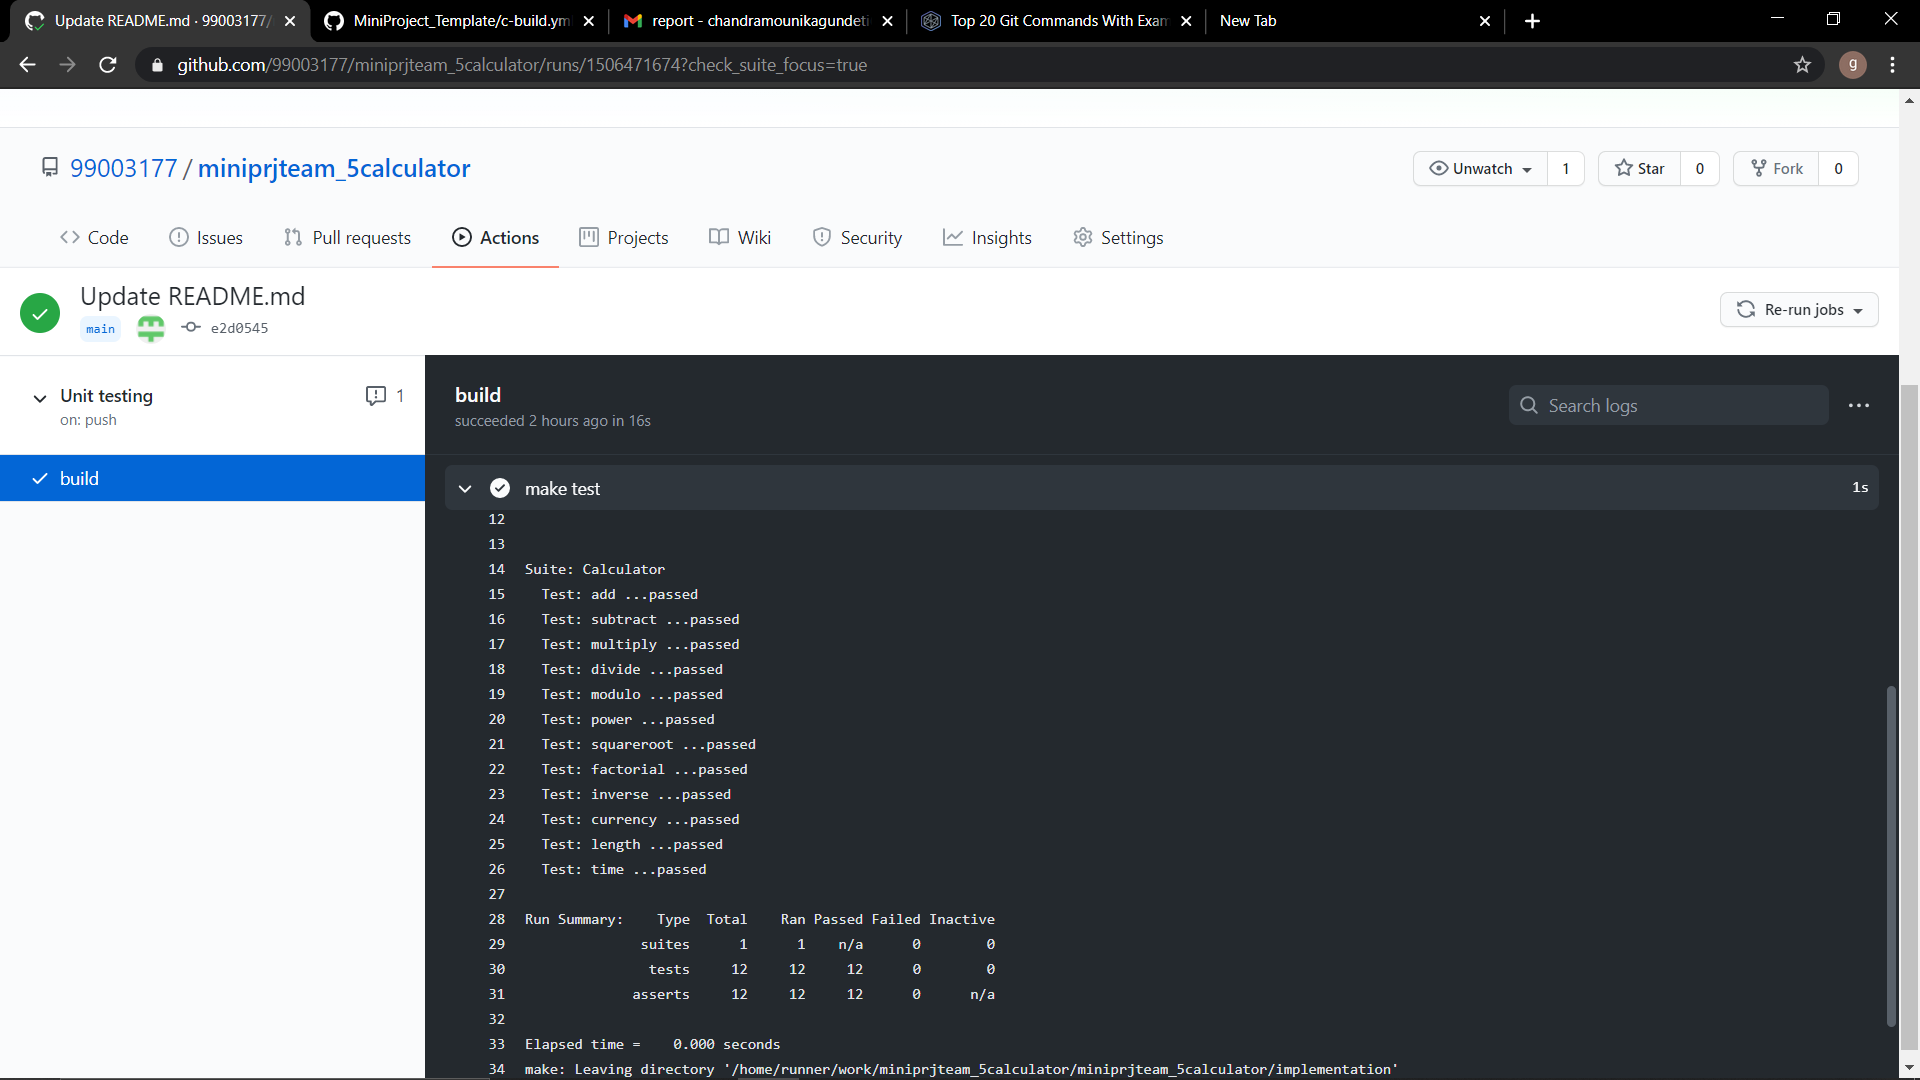 Update README.md · 99003177/
MiniProject_Template/c-build.ym
report - chandramounikagundeti
Top 20 Git Commands With Exam
New Tab
github.com/99003177/miniprjteam_5calculator/runs/1506471674?check_suite_focus=true
g
99003177 / miniprjteam_5calculator
Unwatch 1
Star 0
Fork 0
Code Issues Pull requests Actions Projects Wiki Security Insights Settings
Update README.md
main e2d0545
Re-run jobs
Unit testing 1
on: push
build
build
succeeded 2 hours ago in 16s
Search logs
make test 1s
12
13
14 Suite: Calculator
15 Test: add ...passed
16 Test: subtract ...passed
17 Test: multiply ...passed
18 Test: divide ...passed
19 Test: modulo ...passed
20 Test: power ...passed
21 Test: squareroot ...passed
22 Test: factorial ...passed
23 Test: inverse ...passed
24 Test: currency ...passed
25 Test: length ...passed
26 Test: time ...passed
27
28 Run Summary: Type Total Ran Passed Failed Inactive
29 suites 1 1 n/a 0 0
30 tests 12 12 12 0 0
31 asserts 12 12 12 0 n/a
32
33 Elapsed time = 0.000 seconds
34 make: Leaving directory '/home/runner/work/miniprjteam_5calculator/miniprjteam_5calculator/implementation'